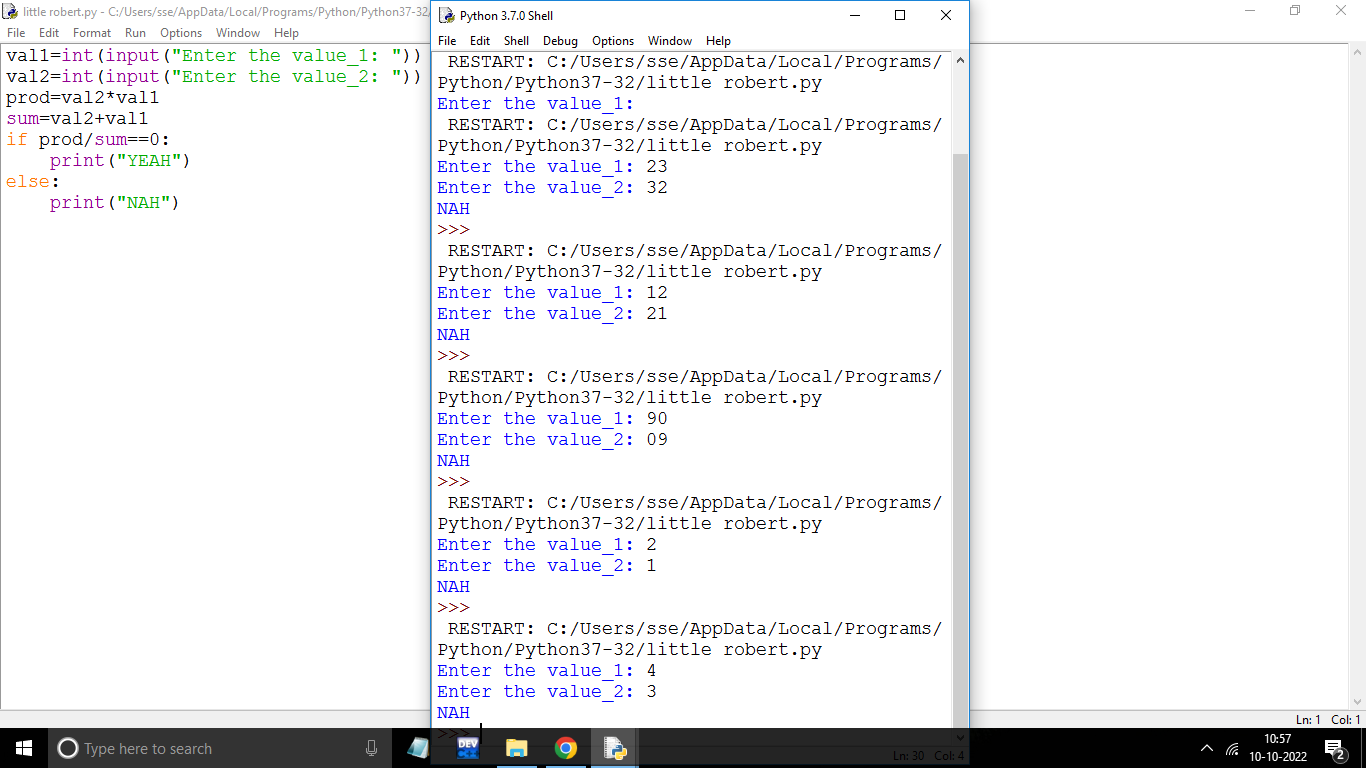 little robert.py - C:/Users/sse/AppData/Local/Programs/Python/Python37-32/
File Edit Format Run Options Window Help
val1=int(input("Enter the value_1: "))
val2=int(input("Enter the value_2: "))
prod=val2*val1
sum=val2+val1
if prod/sum==0:
    print("YEAH")
else:
    print("NAH")
Ln: 1 Col: 1
Python 3.7.0 Shell
File Edit Shell Debug Options Window Help
 RESTART: C:/Users/sse/AppData/Local/Programs/
Python/Python37-32/little robert.py
Enter the value_1:
 RESTART: C:/Users/sse/AppData/Local/Programs/
Python/Python37-32/little robert.py
Enter the value_1: 23
Enter the value_2: 32
NAH
>>>
 RESTART: C:/Users/sse/AppData/Local/Programs/
Python/Python37-32/little robert.py
Enter the value_1: 12
Enter the value_2: 21
NAH
>>>
 RESTART: C:/Users/sse/AppData/Local/Programs/
Python/Python37-32/little robert.py
Enter the value_1: 90
Enter the value_2: 09
NAH
>>>
 RESTART: C:/Users/sse/AppData/Local/Programs/
Python/Python37-32/little robert.py
Enter the value_1: 2
Enter the value_2: 1
NAH
>>>
 RESTART: C:/Users/sse/AppData/Local/Programs/
Python/Python37-32/little robert.py
Enter the value_1: 4
Enter the value_2: 3
NAH
>>>
Ln: 30 Col: 4
Type here to search
DEV
10:57
10-10-2022
2